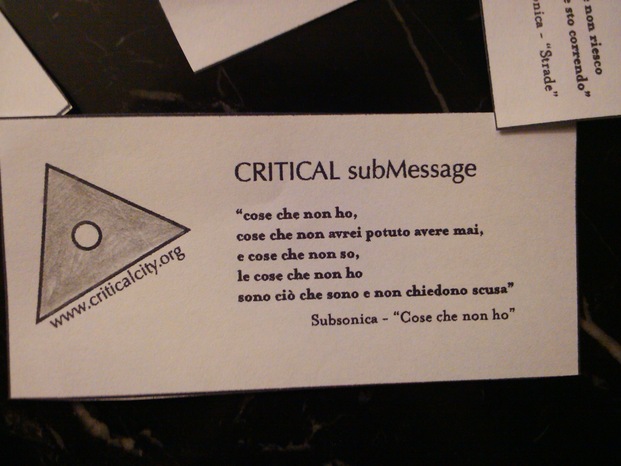 CRITICAL subMessage
“cose che non ho,
cose che non avrei potuto avere mai,
e cose che non so,
le cose che non ho
sono ciò che sono e non chiedono scusa”
Subsonica - “Cose che non ho”
www.criticalcity.org
non riesco
e sto correndo”
“Strade”